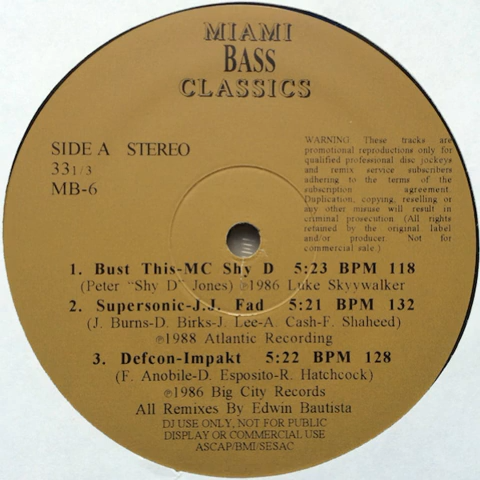 MIAMI
BASS
CLASSICS
SIDE A STEREO
33 1/3
MB-6
WARNING These tracks are
promotional reproductions only for
qualified professional disc jockeys
and remix service subscribers
adhering to the terms of the
subscription agreement.
Duplication, copying, reselling or
any other misuse will result in
criminal prosecution (All rights
retained by the original label
and/or producer. Not for
commercial sale.)
1. Bust This-MC Shy D 5:23 BPM 118
(Peter "Shy D" Jones) ℗1986 Luke Skyywalker
2. Supersonic-J.J. Fad 5:21 BPM 132
(J. Burns-D. Birks-J. Lee-A. Cash-F. Shaheed)
℗1988 Atlantic Recording
3. Defcon-Impakt 5:22 BPM 128
(F. Anobile-D. Esposito-R. Hatchcock)
℗1986 Big City Records
All Remixes By Edwin Bautista
DJ USE ONLY, NOT FOR PUBLIC
DISPLAY OR COMMERCIAL USE
ASCAP/BMI/SESAC